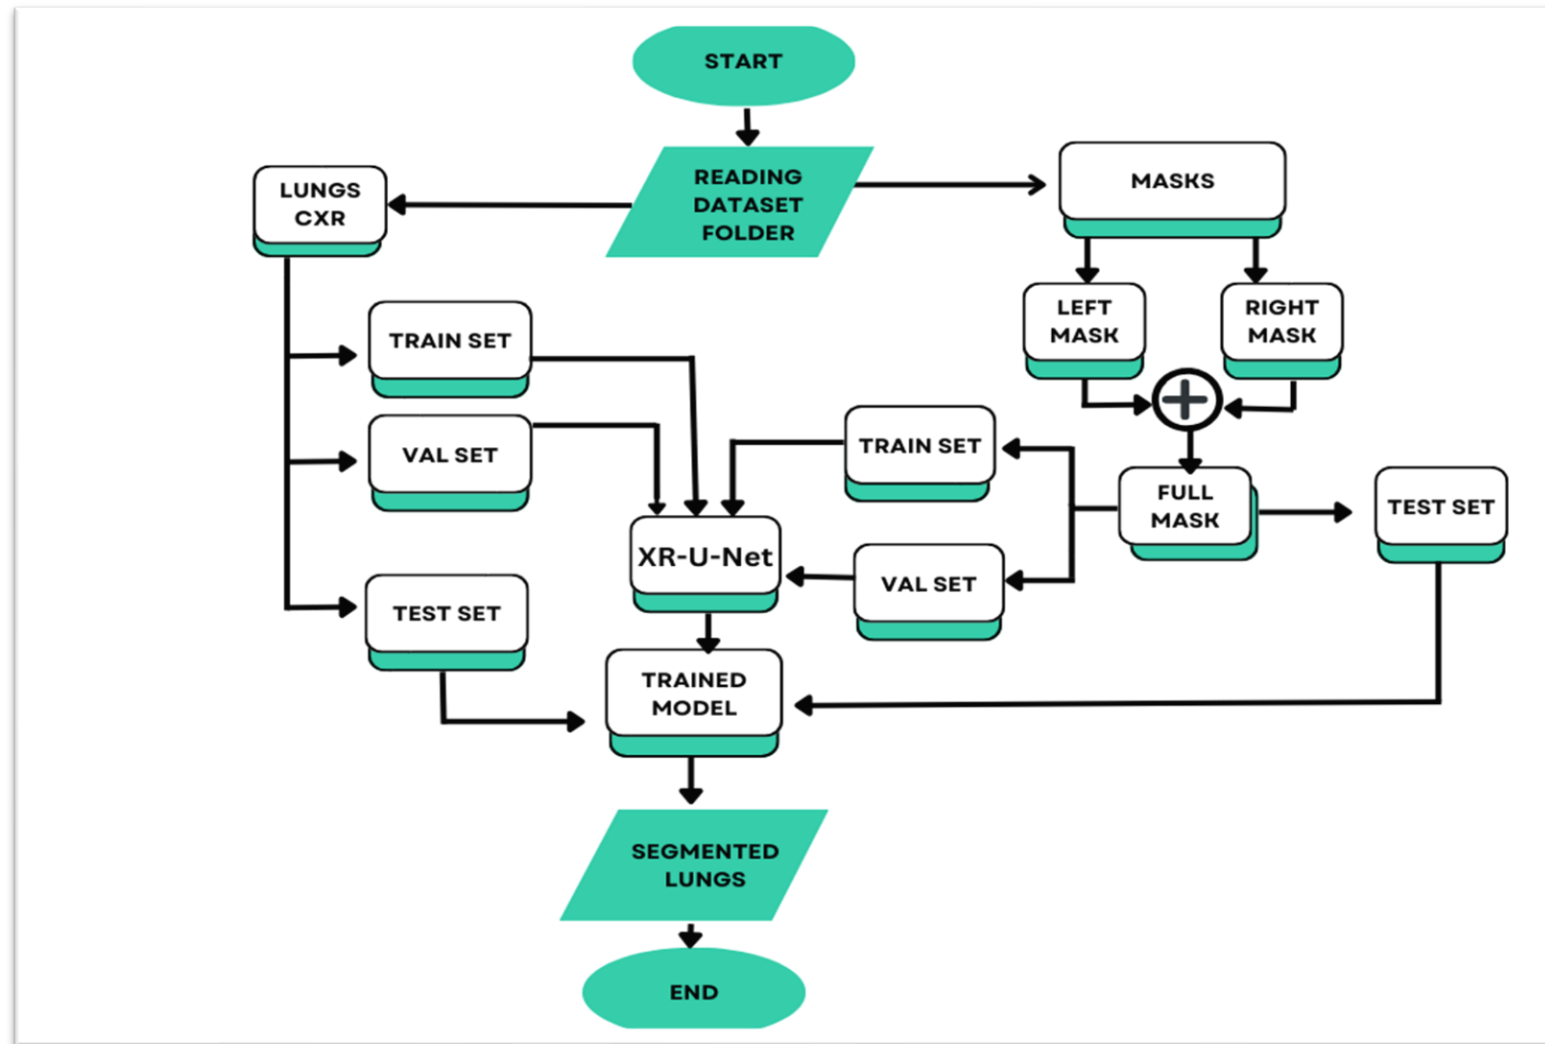 START
READING
DATASET
FOLDER
LUNGS
CXR
MASKS
LEFT
MASK
RIGHT
MASK
TRAIN SET
VAL SET
TEST SET
TRAIN SET
VAL SET
FULL
MASK
TEST SET
XR-U-Net
TRAINED
MODEL
SEGMENTED
LUNGS
END